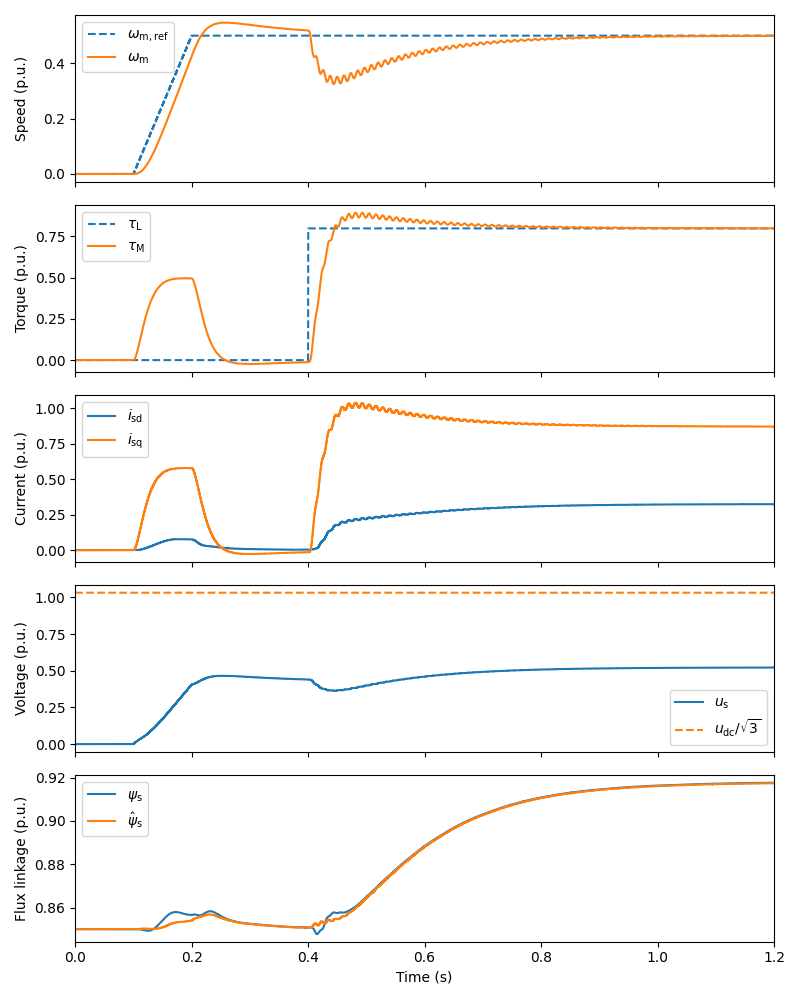 ω_m, ref
ω_m
Speed (p.u.)
0.4
0.2
0.0
τ_L
τ_M
Torque (p.u.)
0.75
0.50
0.25
0.00
i_sd
i_sq
Current (p.u.)
1.00
0.75
0.50
0.25
0.00
Voltage (p.u.)
1.00
0.75
0.50
0.25
0.00
u_s
u_dc/√3
ψ_s
ψ̂_s
Flux linkage (p.u.)
0.92
0.90
0.88
0.86
0.0 0.2 0.4 0.6 0.8 1.0 1.2
Time (s)